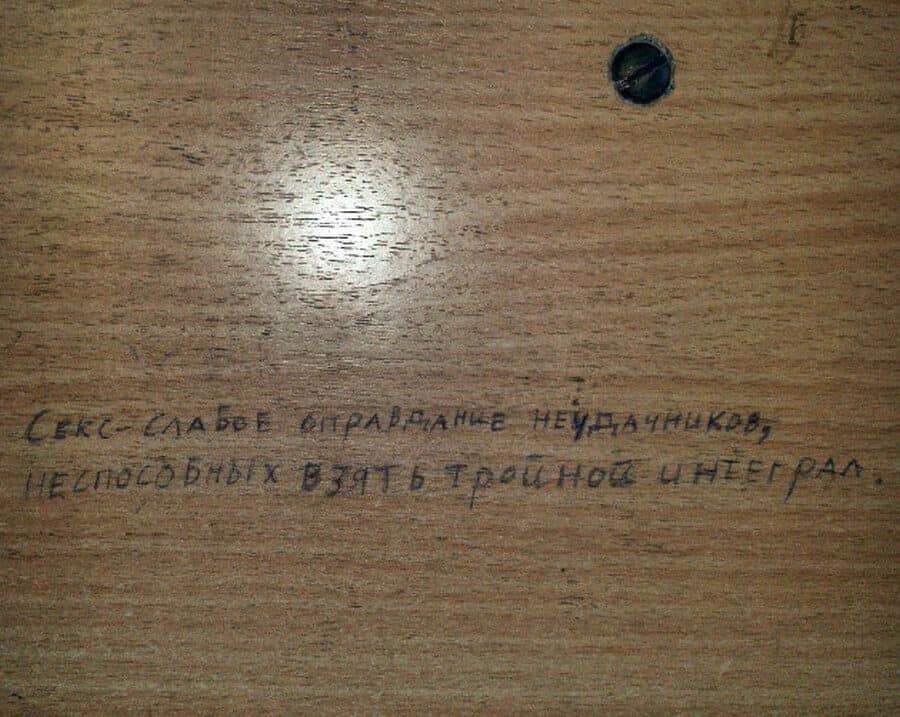 Секс-слабое оправдание неудачников,
неспособных взять тройной интеграл.